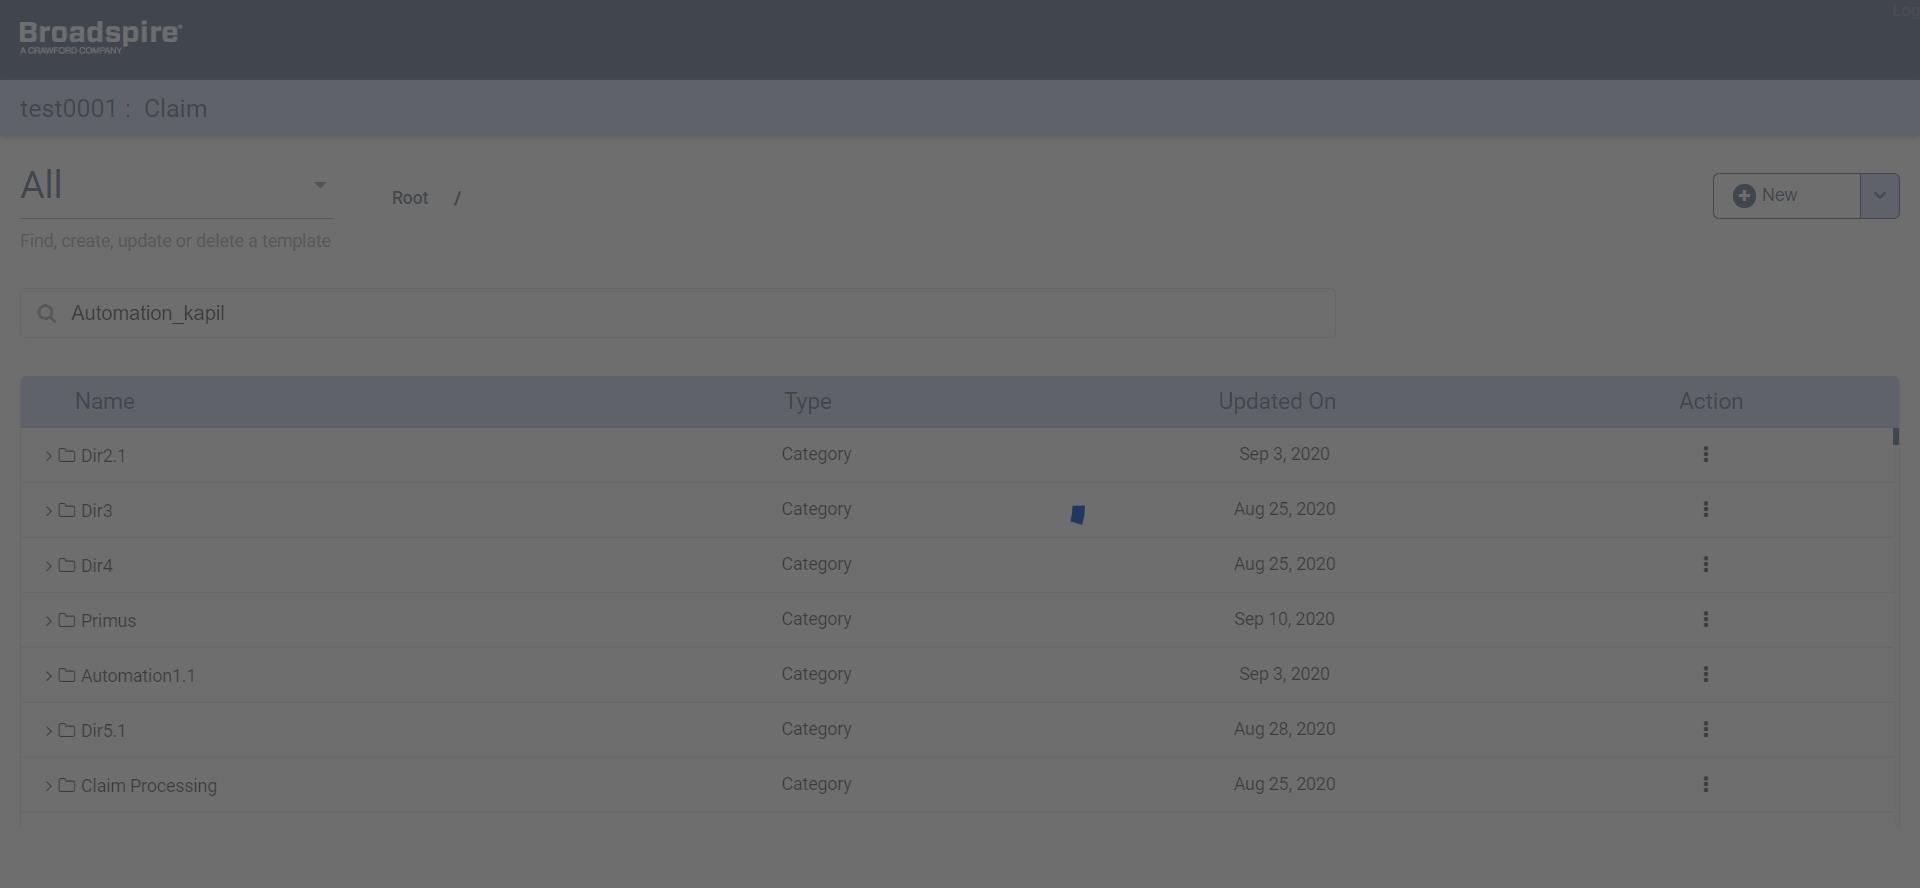 Log
Broadspire®
A CRAWFORD COMPANY
test0001 : Claim
All
Root /
New
Find, create, update or delete a template
Automation_kapil
Name Type Updated On Action
Dir2.1 Category Sep 3, 2020
Dir3 Category Aug 25, 2020
Dir4 Category Aug 25, 2020
Primus Category Sep 10, 2020
Automation1.1 Category Sep 3, 2020
Dir5.1 Category Aug 28, 2020
Claim Processing Category Aug 25, 2020